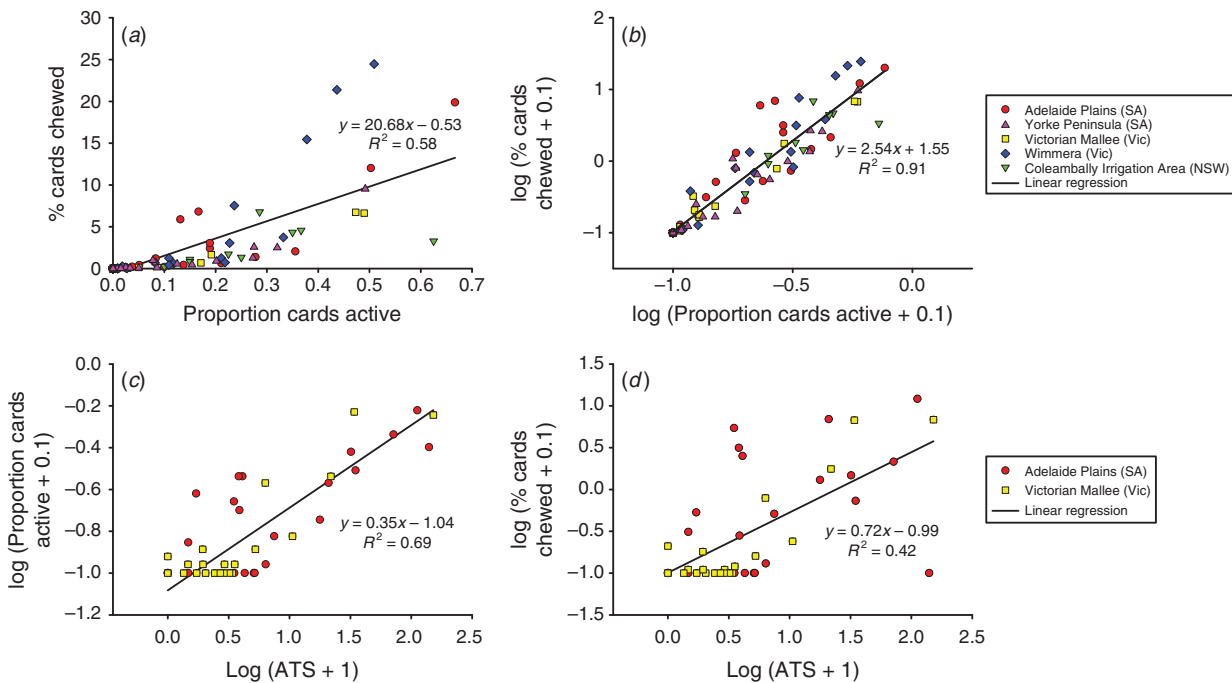 (a)
30
25
20
15
10
5
0
% cards chewed
y = 20.68x – 0.53
R² = 0.58
0.0 0.1 0.2 0.3 0.4 0.5 0.6 0.7
Proportion cards active
(b)
2
1
0
–1
log (% cards
chewed + 0.1)
y = 2.54x + 1.55
R² = 0.91
–1.0 –0.5 0.0
log (Proportion cards active + 0.1)
Adelaide Plains (SA)
Yorke Peninsula (SA)
Victorian Mallee (Vic)
Wimmera (Vic)
Coleambally Irrigation Area (NSW)
Linear regression
(c)
0.0
–0.2
–0.4
–0.6
–0.8
–1.0
–1.2
log (Proportion cards
active + 0.1)
y = 0.35x – 1.04
R² = 0.69
0.0 0.5 1.0 1.5 2.0 2.5
Log (ATS + 1)
(d)
1.5
1.0
0.5
0.0
–0.5
–1.0
–1.5
log (% cards
chewed + 0.1)
y = 0.72x – 0.99
R² = 0.42
0.0 0.5 1.0 1.5 2.0 2.5
Log (ATS + 1)
Adelaide Plains (SA)
Victorian Mallee (Vic)
Linear regression